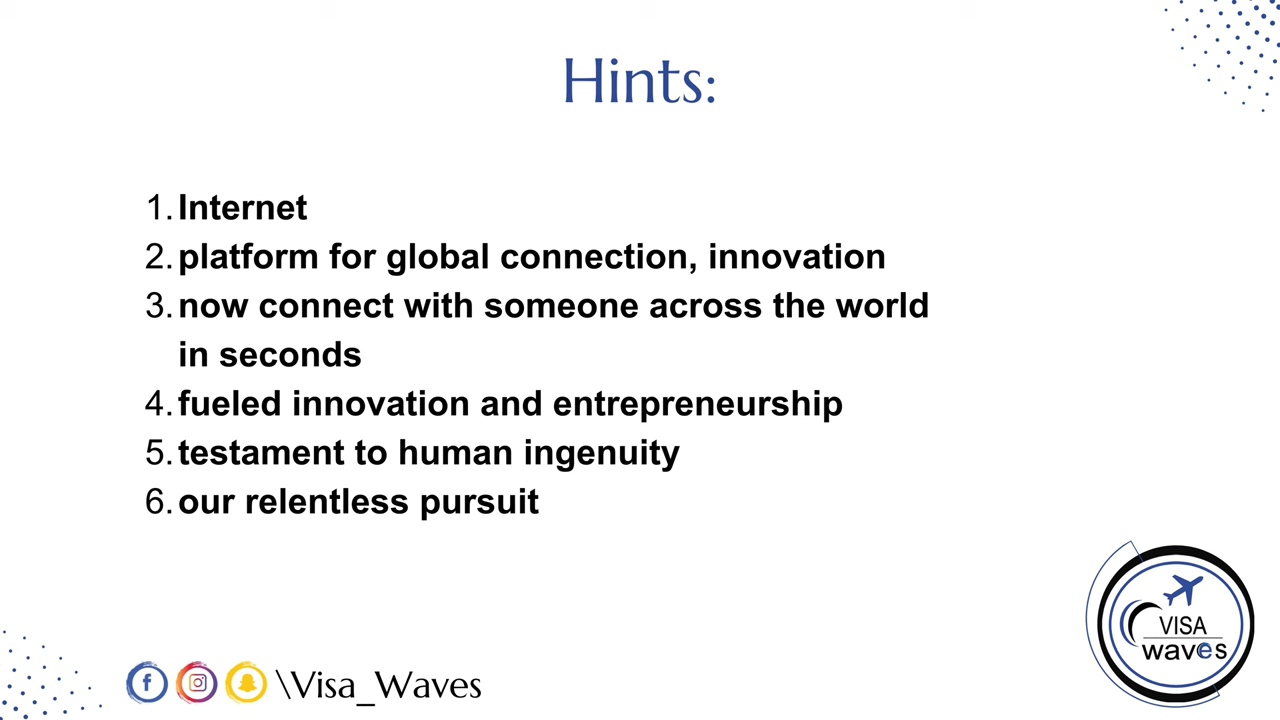 Hints:
1. Internet
2. platform for global connection, innovation
3. now connect with someone across the world
in seconds
4. fueled innovation and entrepreneurship
5. testament to human ingenuity
6. our relentless pursuit
VISA
waves
\Visa_Waves